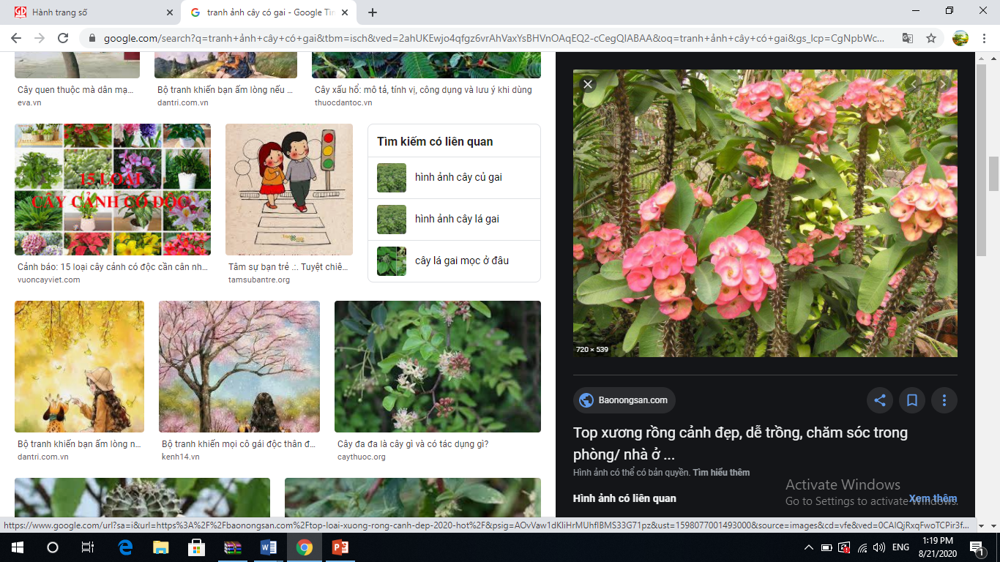 Hành trang số
tranh ảnh cây có gai - Google Tìn
google.com/search?q=tranh+ảnh+cây+có+gai&tbm=isch&ved=2ahUKEwjo4qfgz6vrAhVaxYsBHVnOAqEQ2-cCegQIABAA&oq=tranh+ảnh+cây+có+gai&gs_lcp=CgNpbWc...
Cây quen thuộc mà dân mạ...
eva.vn
Bộ tranh khiến bạn ấm lòng nếu ...
dantri.com.vn
Cây xấu hổ: mô tả, tính vị, công dụng và lưu ý khi dùng
thuocdantoc.vn
15 LOẠI
CÂY CẢNH CÓ ĐỘC
Cảnh báo: 15 loại cây cảnh có độc cần cân nh...
vuoncayviet.com
Tâm sự bạn trẻ .:. Tuyệt chiê...
tamsubantre.org
Tìm kiếm có liên quan
hình ảnh cây củ gai
hình ảnh cây lá gai
cây lá gai mọc ở đâu
Bộ tranh khiến bạn ấm lòng n...
dantri.com.vn
Bộ tranh khiến mọi cô gái độc thân đ...
kenh14.vn
Cây đa đa là cây gì và có tác dụng gì?
caythuoc.org
720 × 539
Baonongsan.com
Top xương rồng cảnh đẹp, dễ trồng, chăm sóc trong
phòng/ nhà ở ...
Hình ảnh có thể có bản quyền. Tìm hiểu thêm
Hình ảnh có liên quan
Xem thêm
Activate Windows
Go to Settings to activate Windows.
https://www.google.com/url?sa=i&url=https%3A%2F%2Fbaonongsan.com%2Ftop-loai-xuong-rong-canh-dep-2020-hot%2F&psig=AOvVaw1dKliHrMUhfIBMS33G71pz&ust=1598077001493000&source=images&cd=vfe&ved=0CAIQjRxqFwoTCPir3f...
ENG
1:19 PM
8/21/2020
1